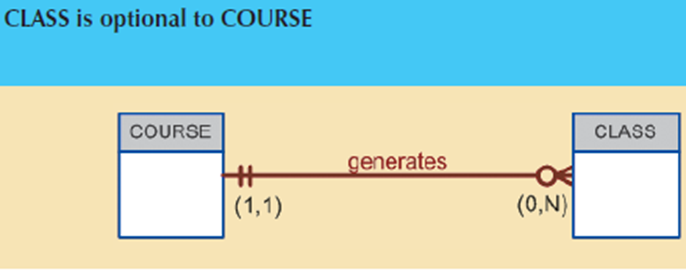 CLASS is optional to COURSE
COURSE
CLASS
generates
(1,1)
(0,N)